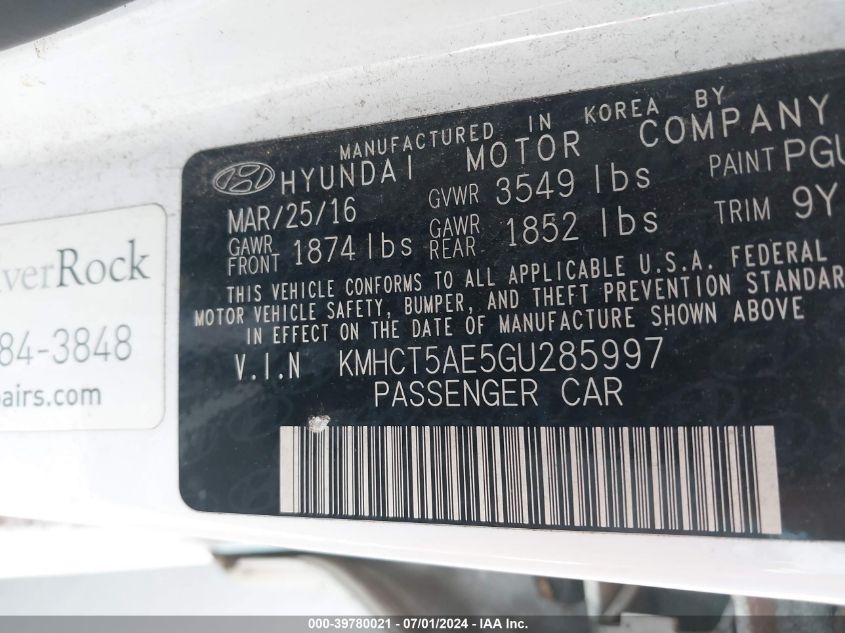 MANUFACTURED IN KOREA BY
HYUNDAI MOTOR COMPANY
MAR/25/16 GVWR 3549 lbs PAINT PGU
GAWR FRONT 1874 lbs GAWR REAR 1852 lbs TRIM 9Y
THIS VEHICLE CONFORMS TO ALL APPLICABLE U.S.A. FEDERAL
MOTOR VEHICLE SAFETY, BUMPER, AND THEFT PREVENTION STANDAR
IN EFFECT ON THE DATE OF MANUFACTURE SHOWN ABOVE
V.I.N KMHCT5AE5GU285997
PASSENGER CAR
verRock
84-3848
airs.com
000-39780021 - 07/01/2024 - IAA Inc.